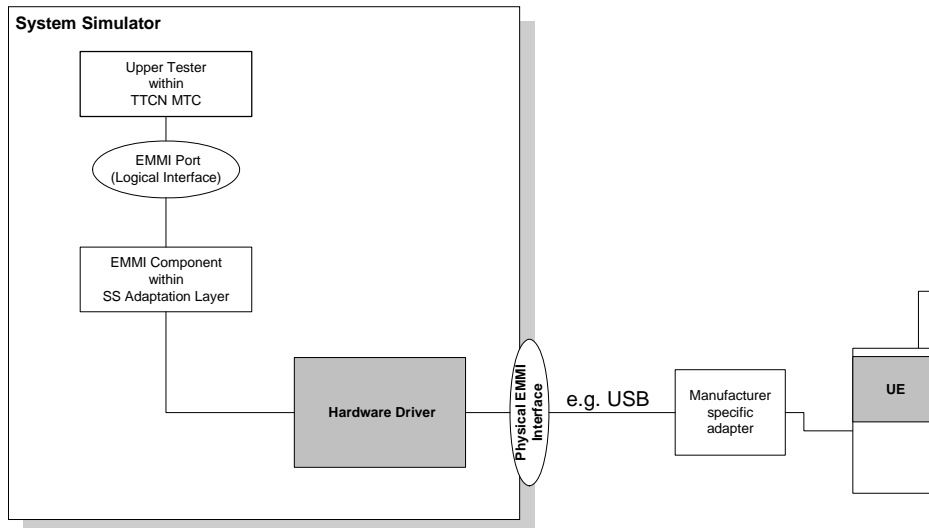 System Simulator
Upper Tester
within
TTCN MTC
EMMI Port
(Logical Interface)
EMMI Component
within
SS Adaptation Layer
Hardware Driver
Physical EMMI
Interface
e.g. USB
Manufacturer
specific
adapter
UE